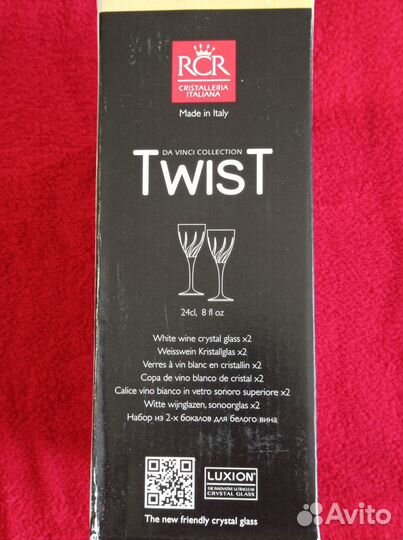 RCR
CRISTALLERIA
ITALIANA
Made in Italy
DA VINCI COLLECTION
TWIST
24cl, 8 fl oz
White wine crystal glass x2
Weisswein Kristallglas x2
Verres à vin blanc en cristallin x2
Copa de vino blanco de cristal x2
Calice vino bianco in vetro sonoro superiore x2
Witte wijnglazen, sonoorglas x2
Набор из 2-х бокалов для белого вина
LUXION®
THE INNOVATIVE ULTRACLEAR
CRYSTAL GLASS
The new friendly crystal glass
Avito